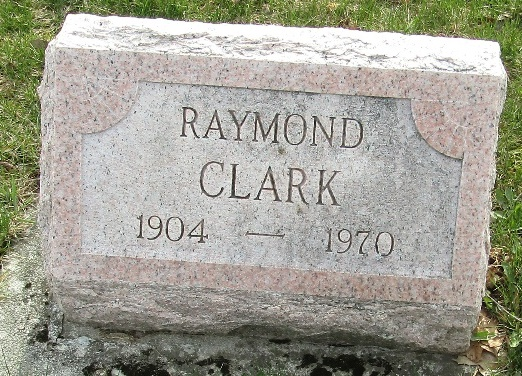 RAYMOND
CLARK
1904 — 1970